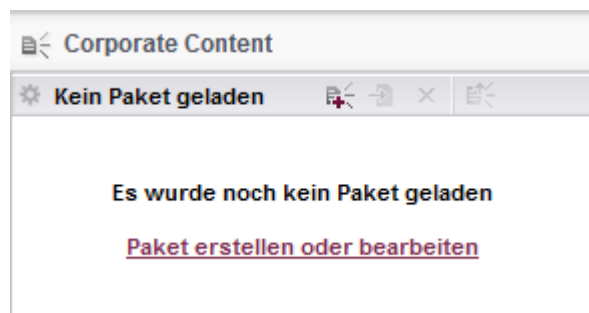 Corporate Content
Kein Paket geladen
Es wurde noch kein Paket geladen
Paket erstellen oder bearbeiten